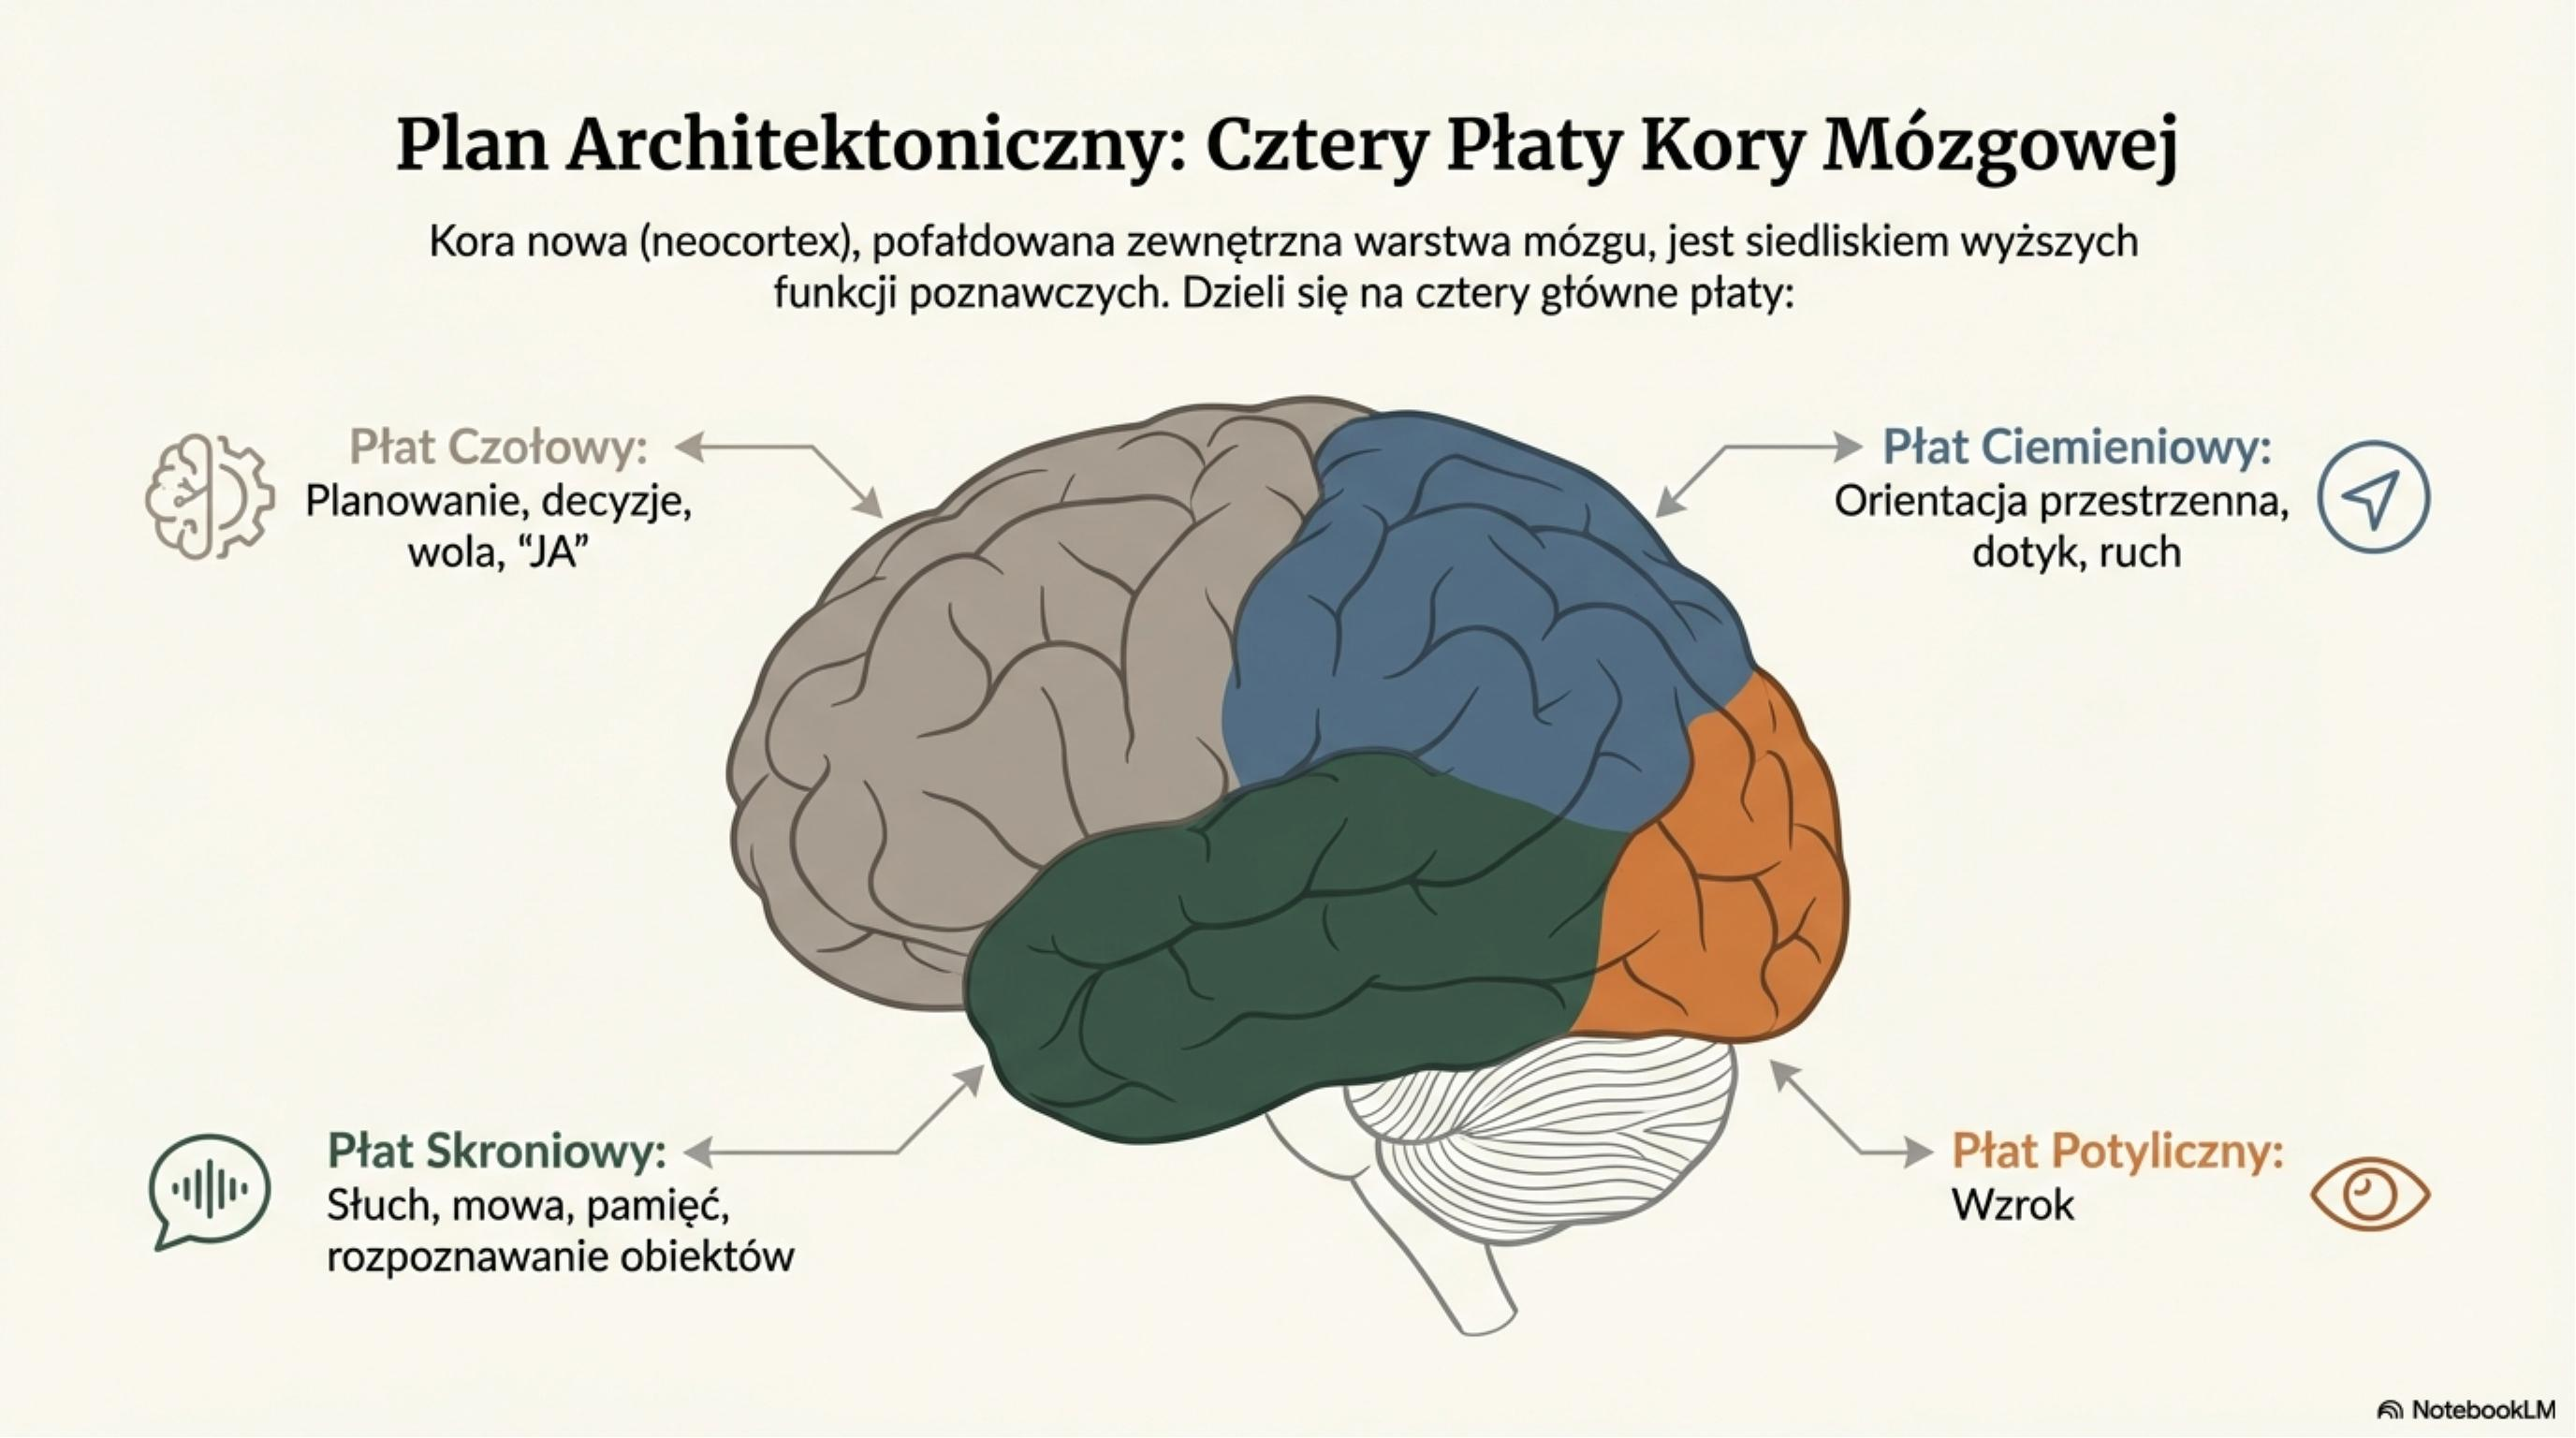 Plan Architektoniczny: Cztery Płaty Kory Mózgowej
Kora nowa (neocortex), pofałdowana zewnętrzna warstwa mózgu, jest siedliskiem wyższych
funkcji poznawczych. Dzieli się na cztery główne płaty:
Płat Czołowy:
Planowanie, decyzje,
wola, “JA”
Płat Ciemieniowy:
Orientacja przestrzenna,
dotyk, ruch
Płat Skroniowy:
Słuch, mowa, pamięć,
rozpoznawanie obiektów
Płat Potyliczny:
Wzrok
NotebookLM